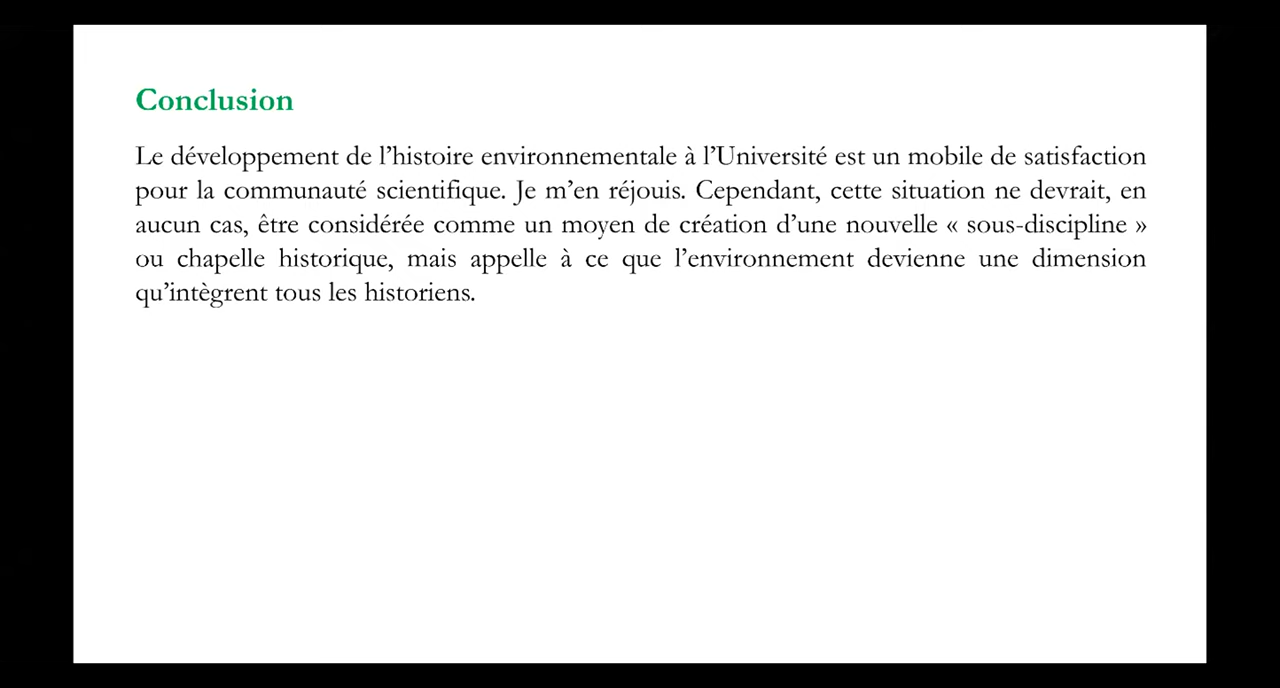 Conclusion
Le développement de l’histoire environnementale à l’Université est un mobile de satisfaction
pour la communauté scientifique. Je m’en réjouis. Cependant, cette situation ne devrait, en
aucun cas, être considérée comme un moyen de création d’une nouvelle « sous-discipline »
ou chapelle historique, mais appelle à ce que l’environnement devienne une dimension
qu’intègrent tous les historiens.